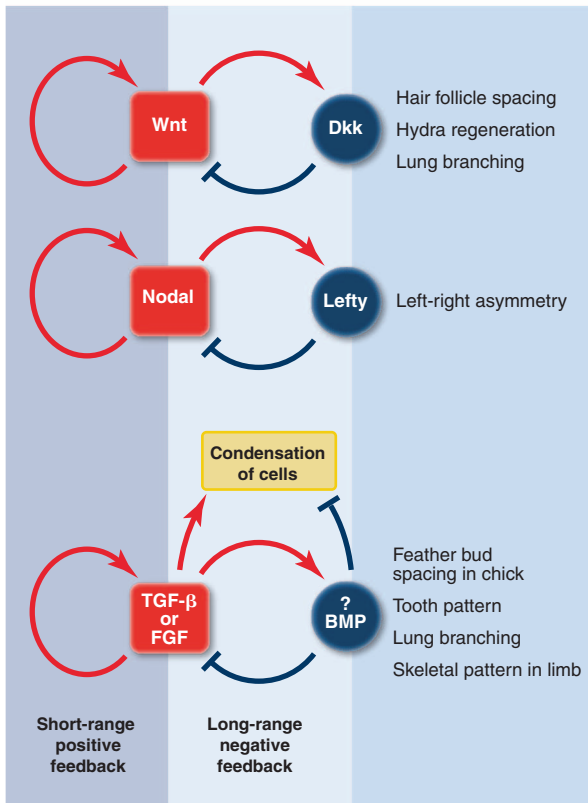 Wnt
Dkk
Hair follicle spacing
Hydra regeneration
Lung branching
Nodal
Lefty
Left-right asymmetry
Condensation
of cells
TGF-β
or
FGF
?
BMP
Feather bud
spacing in chick
Tooth pattern
Lung branching
Skeletal pattern in limb
Short-range
positive
feedback
Long-range
negative
feedback